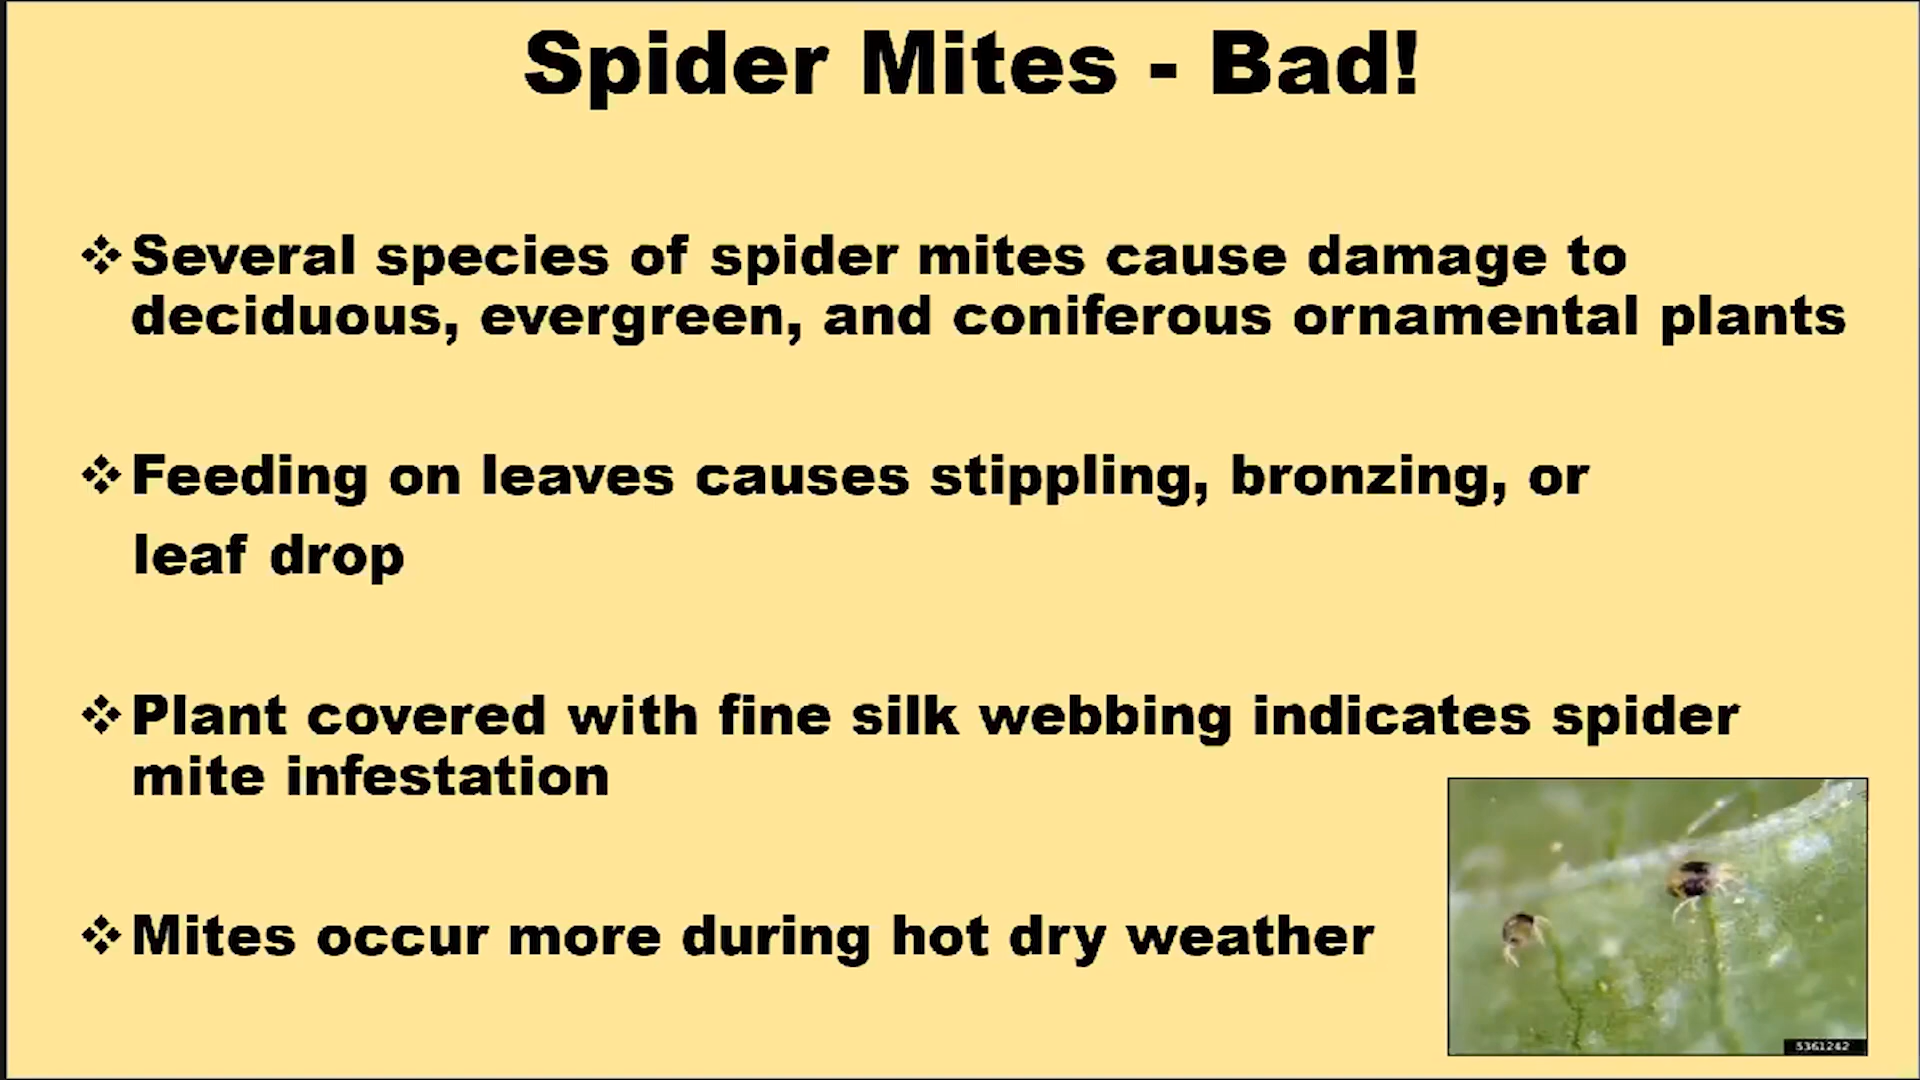 Spider Mites - Bad!
❖Several species of spider mites cause damage to
deciduous, evergreen, and coniferous ornamental plants
❖Feeding on leaves causes stippling, bronzing, or
leaf drop
❖Plant covered with fine silk webbing indicates spider
mite infestation
❖Mites occur more during hot dry weather
5361242